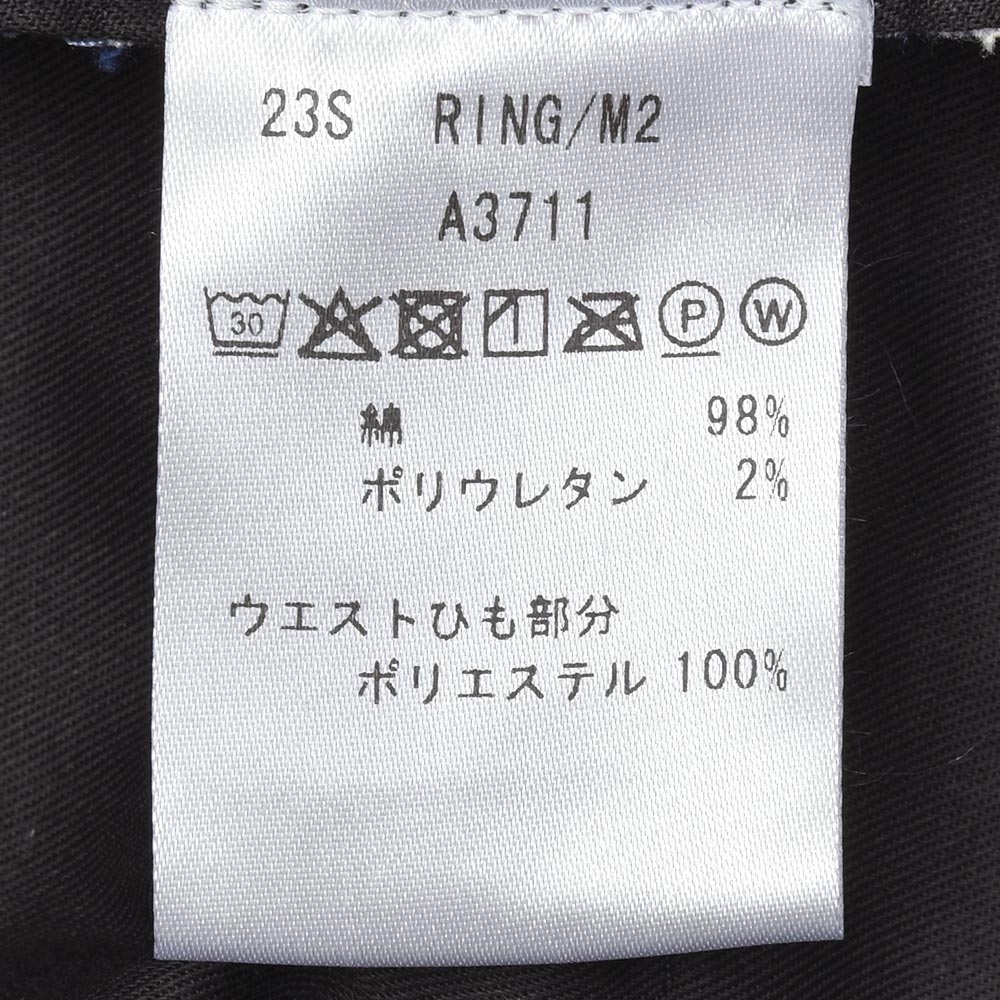 23S RING/M2
A3711
30 P W
綿 98%
ポリウレタン 2%
ウエストひも部分
ポリエステル 100%